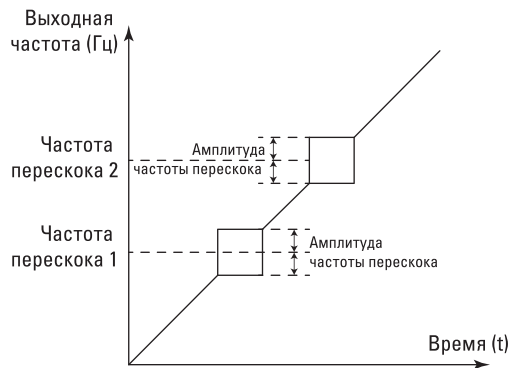 Выходная
частота (Гц)
Частота
перескока 2
Амплитуда
частоты перескока
Частота
перескока 1
Амплитуда
частоты перескока
Время (t)